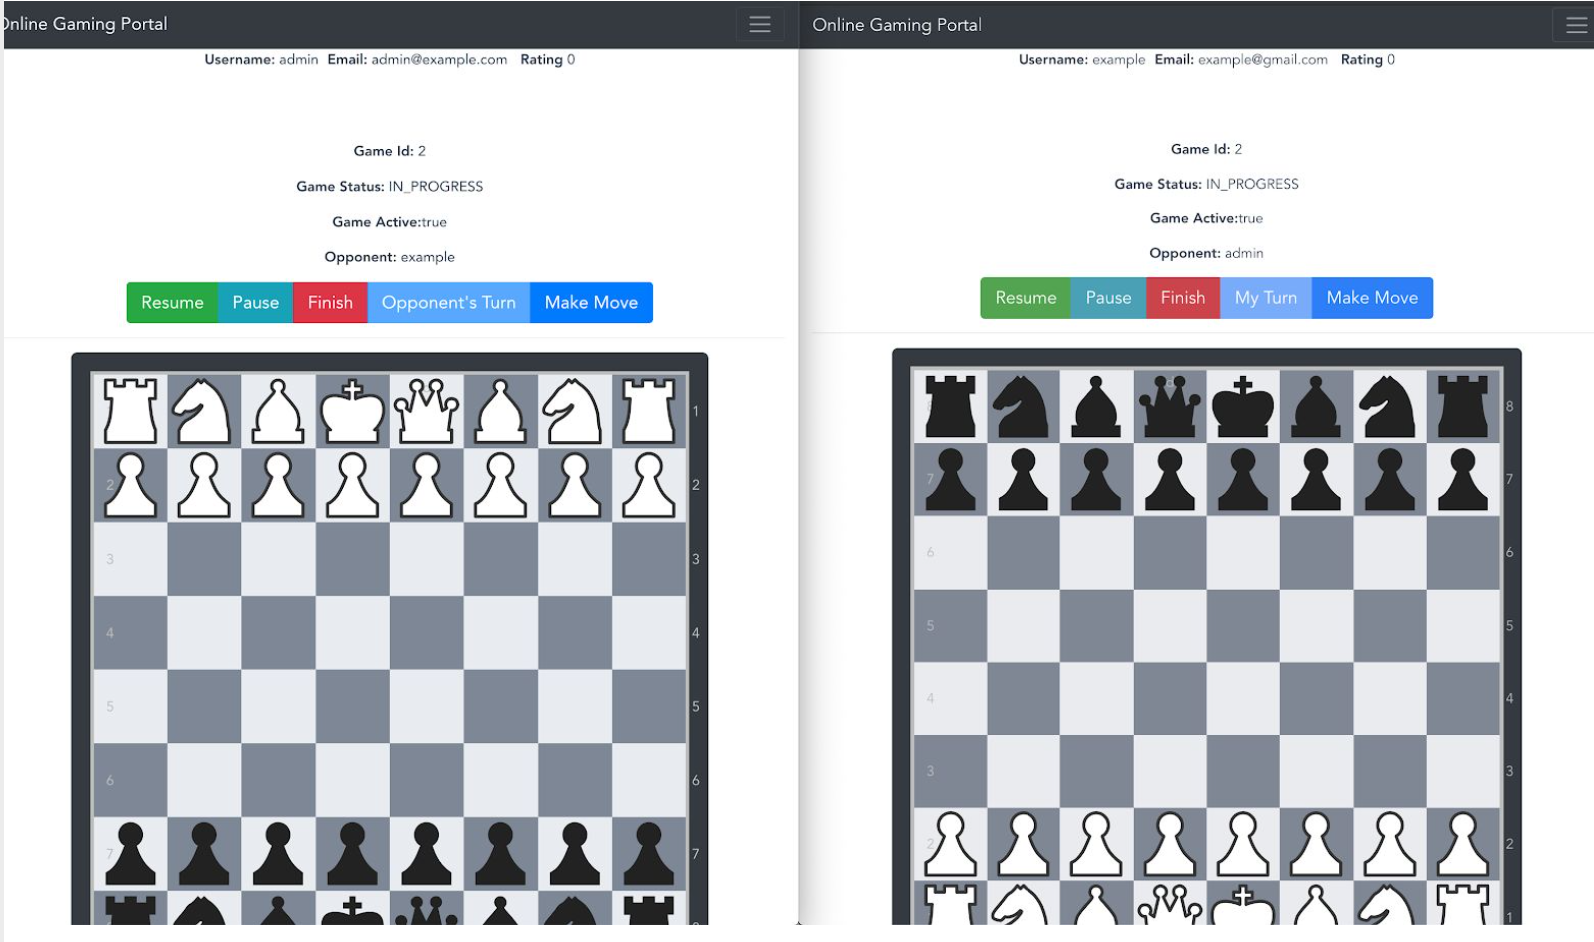 Online Gaming Portal
Username: admin Email: admin@example.com Rating 0
Game Id: 2
Game Status: IN_PROGRESS
Game Active:true
Opponent: example
Resume Pause Finish Opponent's Turn Make Move
1
2 2
3 3
4 4
5 5
6 6
7 7
Online Gaming Portal
Username: example Email: example@gmail.com Rating 0
Game Id: 2
Game Status: IN_PROGRESS
Game Active:true
Opponent: admin
Resume Pause Finish My Turn Make Move
8
7 7
6 6
5 5
4 4
3 3
2 2
1